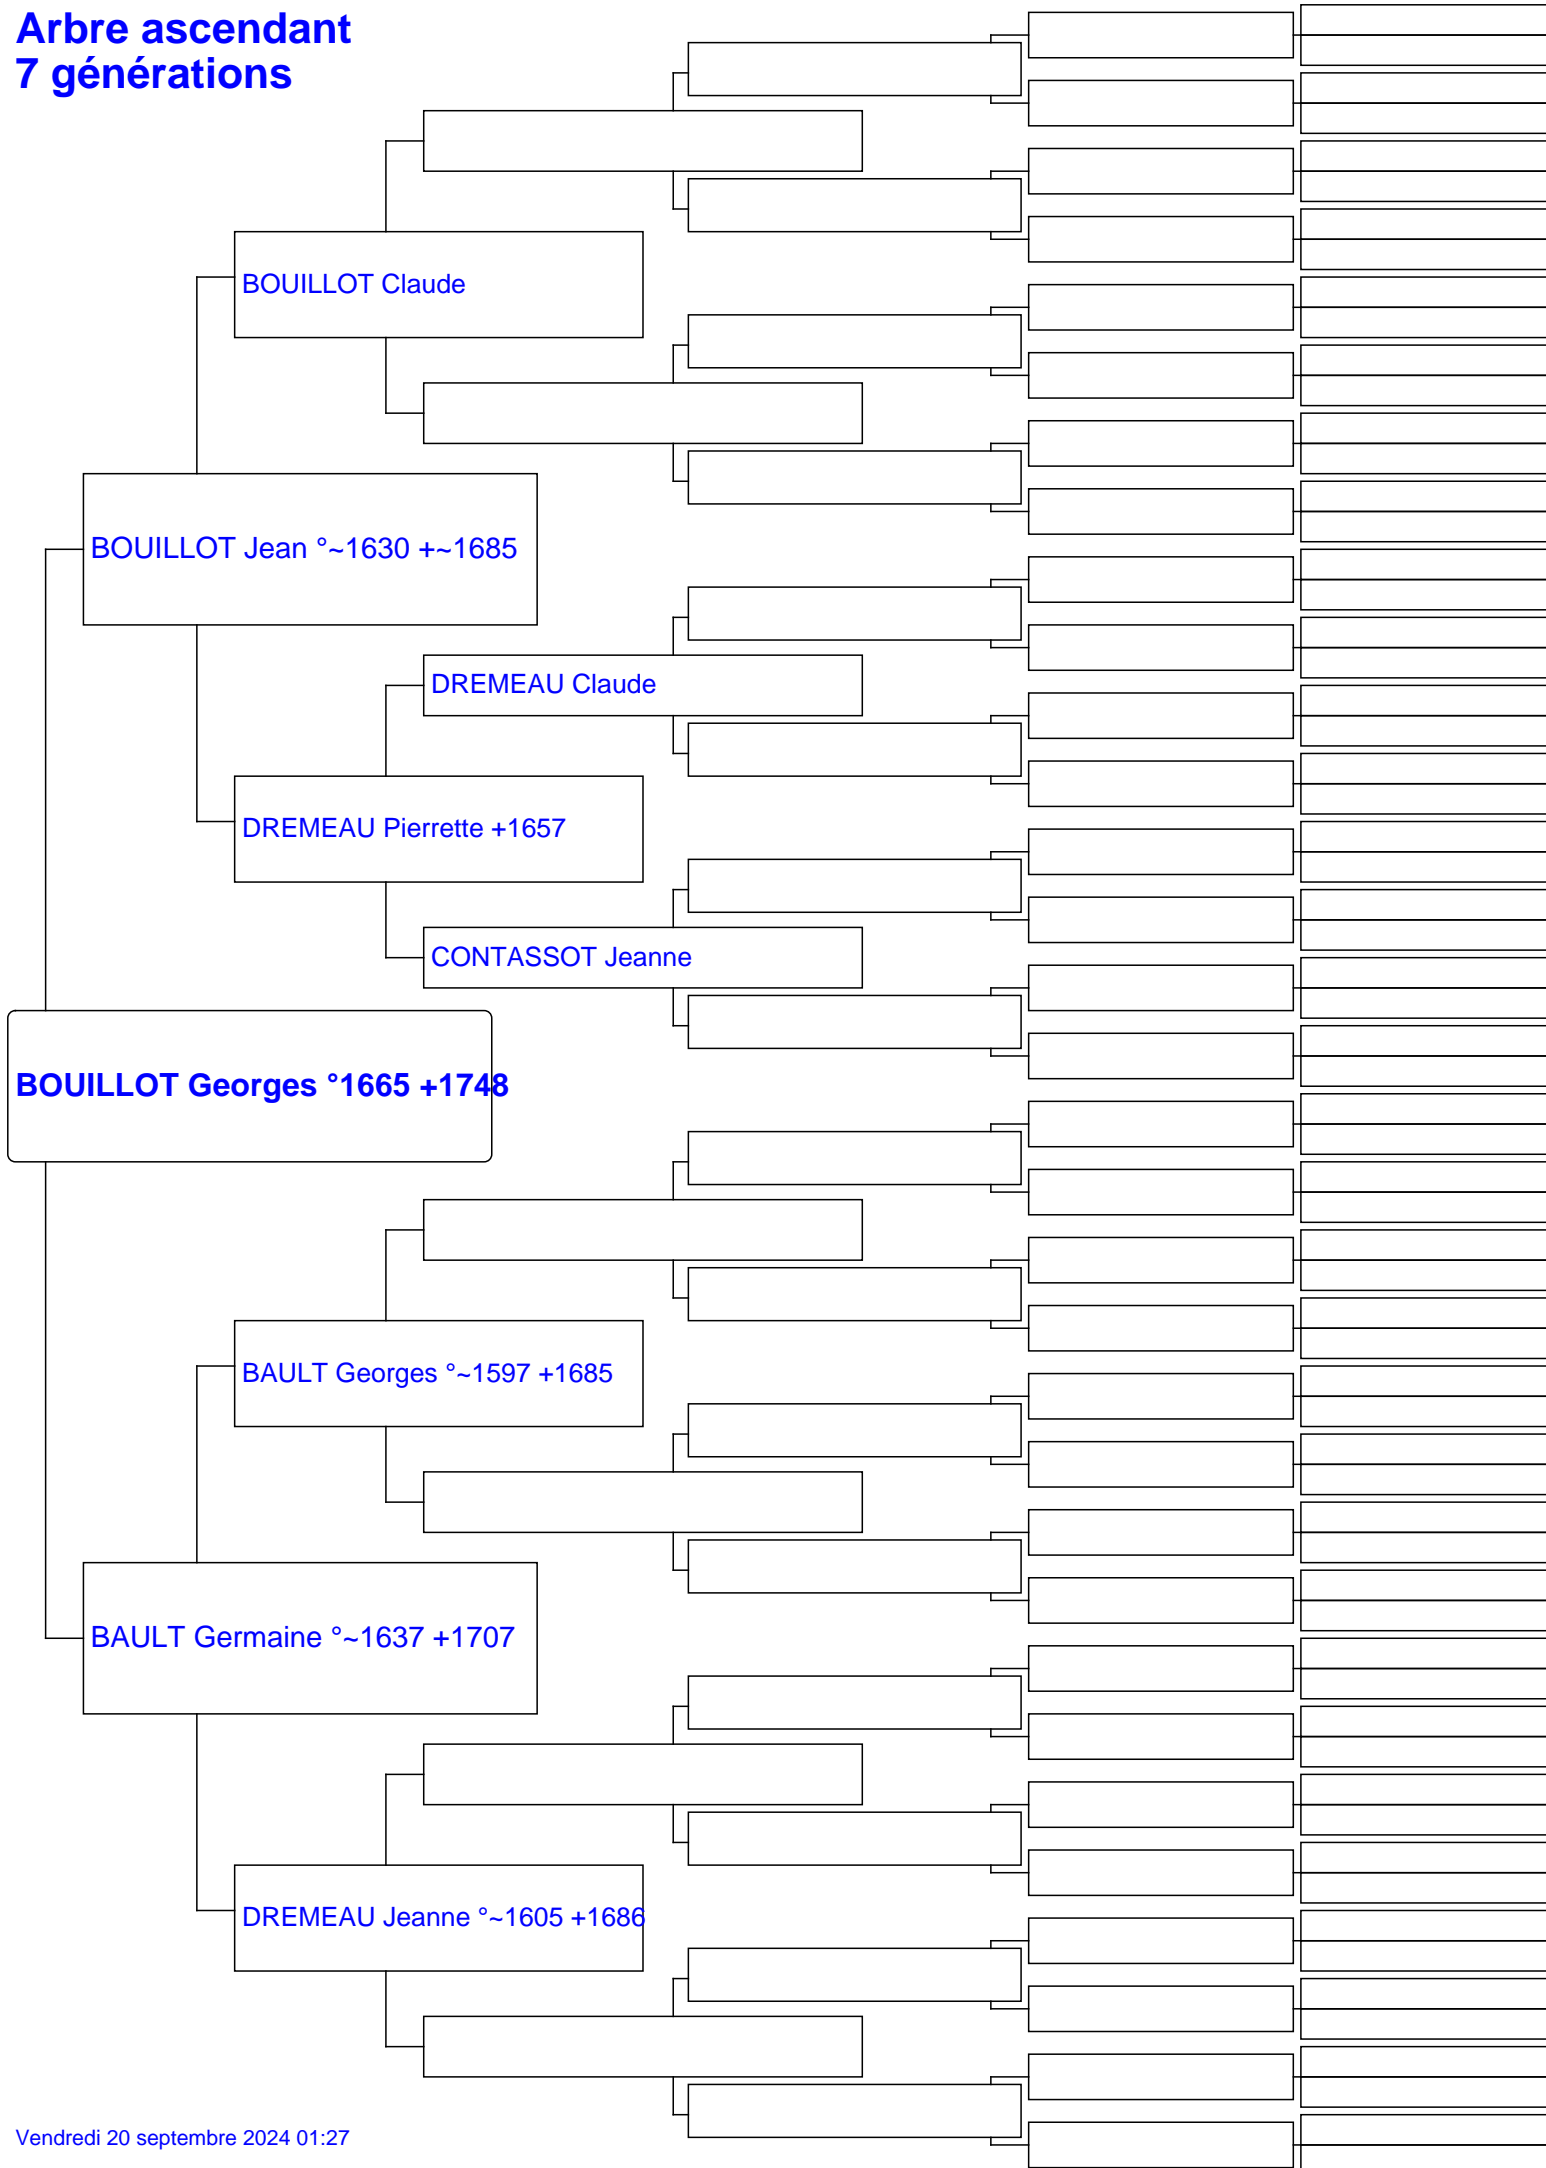 Arbre ascendant
7 générations
BOUILLOT Claude
BOUILLOT Jean °~1630 +~1685
DREMEAU Claude
DREMEAU Pierrette +1657
CONTASSOT Jeanne
BOUILLOT Georges °1665 +1748
BAULT Georges °~1597 +1685
BAULT Germaine °~1637 +1707
DREMEAU Jeanne °~1605 +1686
Vendredi 20 septembre 2024 01:27